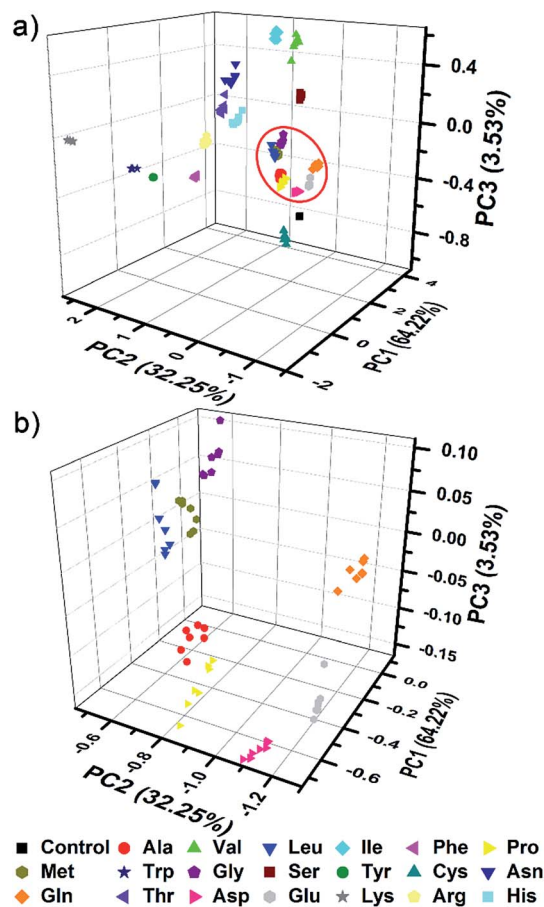 a)
0.4
0.0
-0.4
-0.8
PC3 (3.53%)
4
2
0
-2
PC1 (64.22%)
2
1
0
-1
PC2 (32.25%)
b)
0.10
0.05
0.00
-0.05
-0.10
-0.15
PC3 (3.53%)
0.0
-0.2
-0.4
-0.6
PC1 (64.22%)
-0.6
-0.8
-1.0
-1.2
PC2 (32.25%)
Control Ala Val Leu Ile Phe Pro
Met Trp Gly Ser Tyr Cys Asn
Gln Thr Asp Glu Lys Arg His